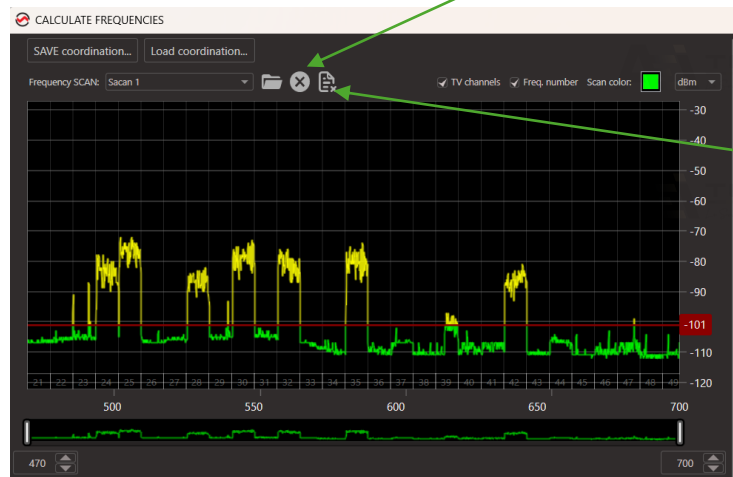 CALCULATE FREQUENCIES
SAVE coordination... Load coordination...
Frequency SCAN: Sacan 1 TV channels Freq. number Scan color: dBm
-30
-40
-50
-60
-70
-80
-90
-101
-110
21 22 23 24 25 26 27 28 29 30 31 32 33 34 35 36 37 38 39 40 41 42 43 44 45 46 47 48 49 -120
500 550 600 650 700
470 700